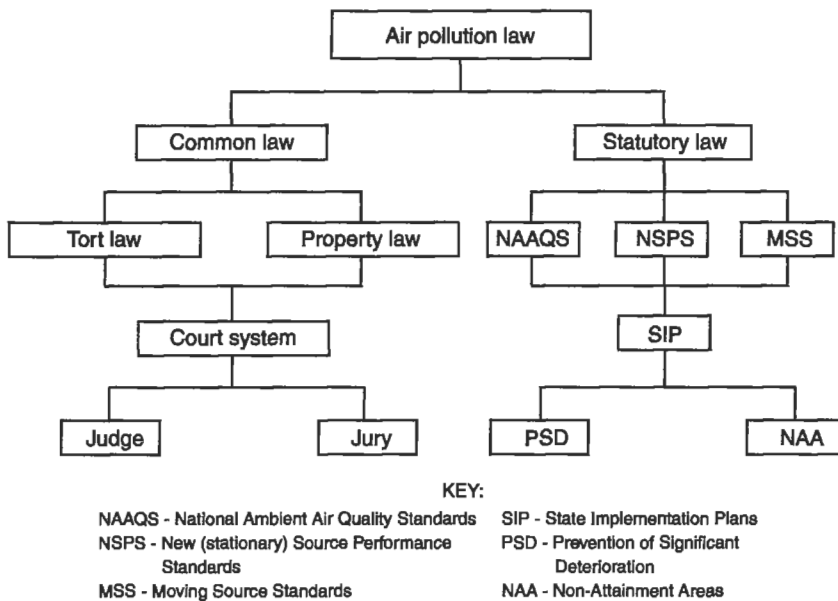 Air pollution law
Common law
Statutory law
Tort law
Property law
NAAQS
NSPS
MSS
Court system
SIP
Judge
Jury
PSD
NAA
KEY:
NAAQS - National Ambient Air Quality Standards
NSPS - New (stationary) Source Performance
Standards
MSS - Moving Source Standards
SIP - State Implementation Plans
PSD - Prevention of Significant
Deterioration
NAA - Non-Attainment Areas